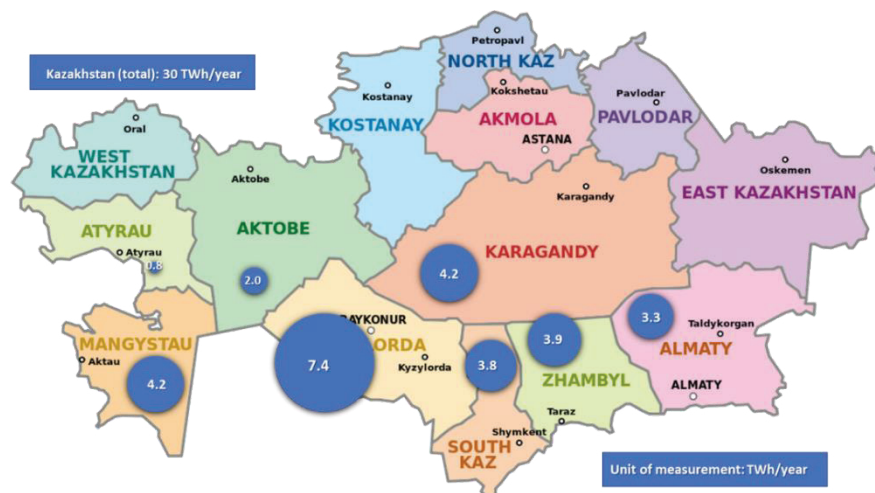 Kazakhstan (total): 30 TWh/year
Petropavl
NORTH KAZ
Kokshetau
Kostanay
KOSTANAY
AKMOLA
ASTANA
Pavlodar
PAVLODAR
Oral
WEST
KAZAKHSTAN
Aktobe
AKTOBE
Karagandy
KARAGANDY
Oskemen
EAST KAZAKHSTAN
ATYRAU
Atyrau
0.8
2.0
4.2
MANGYSTAU
Aktau
4.2
BAYKONUR
ORDA
Kyzylorda
7.4
3.8
3.9
ZHAMBYL
Taraz
3.3
Taldykorgan
ALMATY
ALMATY
Shymkent
SOUTH
KAZ
Unit of measurement: TWh/year